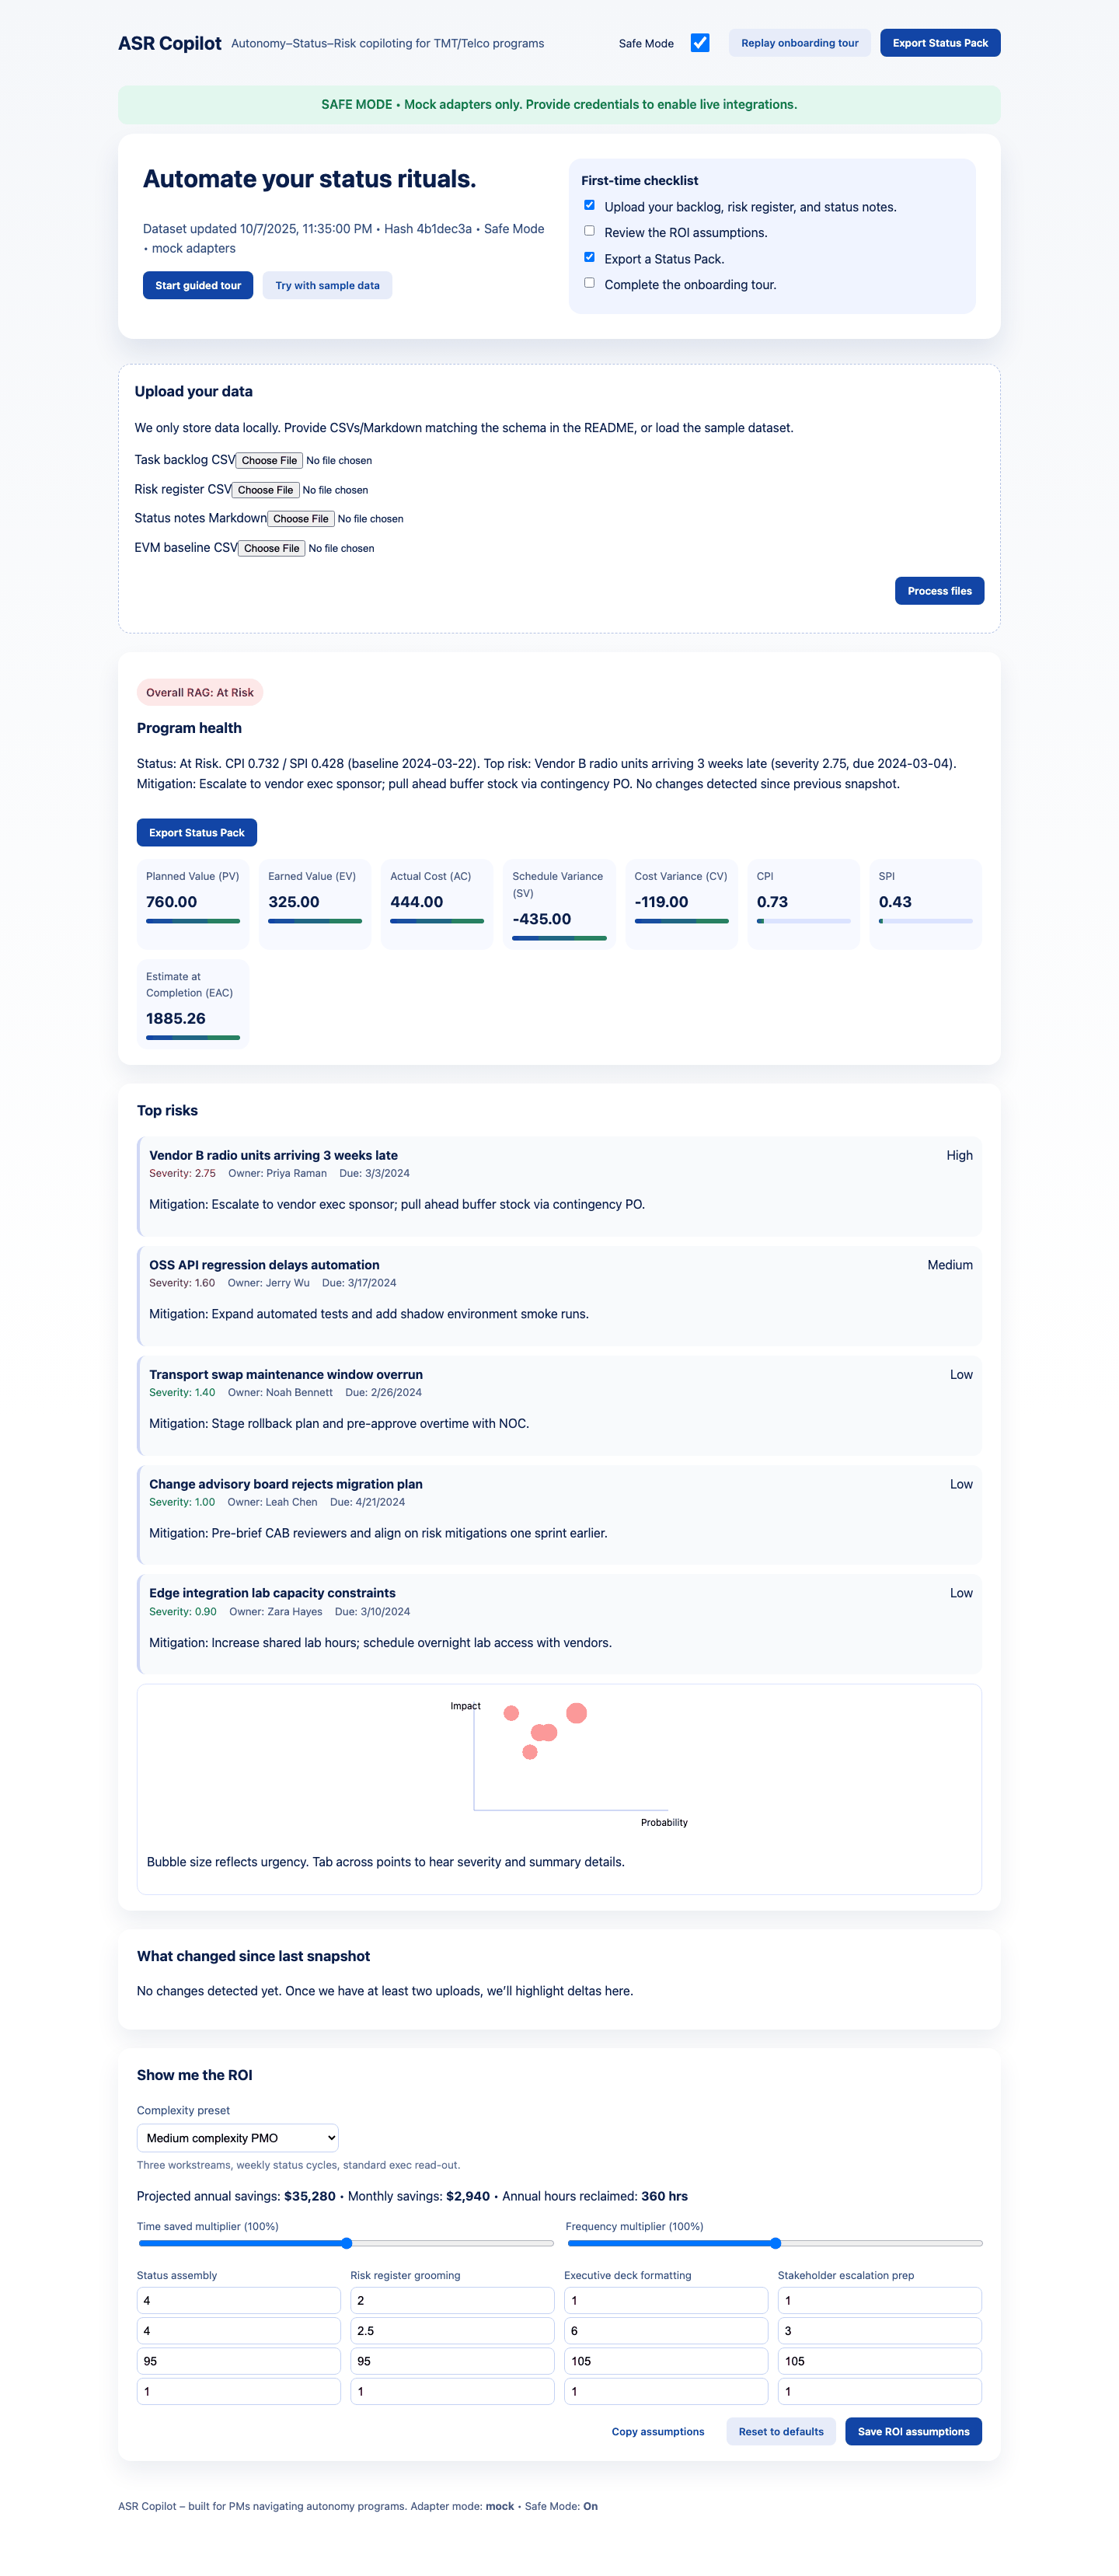 ASR Copilot Autonomy–Status–Risk copiloting for TMT/Telco programs
Safe Mode
Replay onboarding tour
Export Status Pack
SAFE MODE • Mock adapters only. Provide credentials to enable live integrations.
Automate your status rituals.
Dataset updated 10/7/2025, 11:35:00 PM • Hash 4b1dec3a • Safe Mode
• mock adapters
Start guided tour
Try with sample data
First-time checklist
Upload your backlog, risk register, and status notes.
Review the ROI assumptions.
Export a Status Pack.
Complete the onboarding tour.
Upload your data
We only store data locally. Provide CSVs/Markdown matching the schema in the README, or load the sample dataset.
Task backlog CSV Choose File No file chosen
Risk register CSV Choose File No file chosen
Status notes Markdown Choose File No file chosen
EVM baseline CSV Choose File No file chosen
Process files
Overall RAG: At Risk
Program health
Status: At Risk. CPI 0.732 / SPI 0.428 (baseline 2024-03-22). Top risk: Vendor B radio units arriving 3 weeks late (severity 2.75, due 2024-03-04).
Mitigation: Escalate to vendor exec sponsor; pull ahead buffer stock via contingency PO. No changes detected since previous snapshot.
Export Status Pack
Planned Value (PV)
760.00
Earned Value (EV)
325.00
Actual Cost (AC)
444.00
Schedule Variance
(SV)
-435.00
Cost Variance (CV)
-119.00
CPI
0.73
SPI
0.43
Estimate at
Completion (EAC)
1885.26
Top risks
Vendor B radio units arriving 3 weeks late
High
Severity: 2.75 Owner: Priya Raman Due: 3/3/2024
Mitigation: Escalate to vendor exec sponsor; pull ahead buffer stock via contingency PO.
OSS API regression delays automation
Medium
Severity: 1.60 Owner: Jerry Wu Due: 3/17/2024
Mitigation: Expand automated tests and add shadow environment smoke runs.
Transport swap maintenance window overrun
Low
Severity: 1.40 Owner: Noah Bennett Due: 2/26/2024
Mitigation: Stage rollback plan and pre-approve overtime with NOC.
Change advisory board rejects migration plan
Low
Severity: 1.00 Owner: Leah Chen Due: 4/21/2024
Mitigation: Pre-brief CAB reviewers and align on risk mitigations one sprint earlier.
Edge integration lab capacity constraints
Low
Severity: 0.90 Owner: Zara Hayes Due: 3/10/2024
Mitigation: Increase shared lab hours; schedule overnight lab access with vendors.
Impact
Probability
Bubble size reflects urgency. Tab across points to hear severity and summary details.
What changed since last snapshot
No changes detected yet. Once we have at least two uploads, we'll highlight deltas here.
Show me the ROI
Complexity preset
Medium complexity PMO
Three workstreams, weekly status cycles, standard exec read-out.
Projected annual savings: $35,280 • Monthly savings: $2,940 • Annual hours reclaimed: 360 hrs
Time saved multiplier (100%)
Frequency multiplier (100%)
Status assembly
4
4
95
1
Risk register grooming
2
2.5
95
1
Executive deck formatting
1
6
105
1
Stakeholder escalation prep
1
3
105
1
Copy assumptions
Reset to defaults
Save ROI assumptions
ASR Copilot – built for PMs navigating autonomy programs. Adapter mode: mock • Safe Mode: On